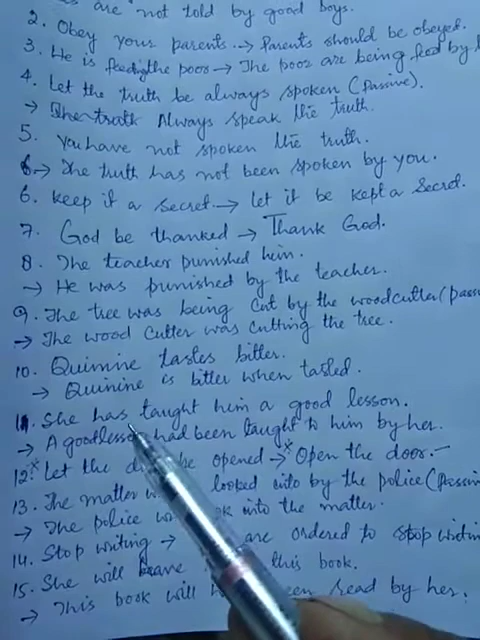 are not told by good boys.
2. Obey your parents. → Parents should be obeyed.
3. He is feeding the poor → The poor are being fed by
4. Let the truth be always spoken (Passive).
→ The truth Always speak the truth.
5. You have not spoken the truth.
→ The truth has not been spoken by you.
6. Keep it a secret. → Let it be kept a secret.
7. God be thanked → Thank God.
8. The teacher punished him.
→ He was punished by the teacher.
9. The tree was being cut by the woodcutter (pass
→ The wood cutter was cutting the tree.
10. Quinine tastes bitter.
→ Quinine is bitter when tasted.
11. She has taught him a good lesson.
→ A good lesson had been taught to him by her.
12. Let the be opened → Open the door.
13. The matter looked into by the police (Passiv
→ The police into the matter.
14. Stop writing → are ordered to stop writin
15. She will this book.
→ This book will been read by her.